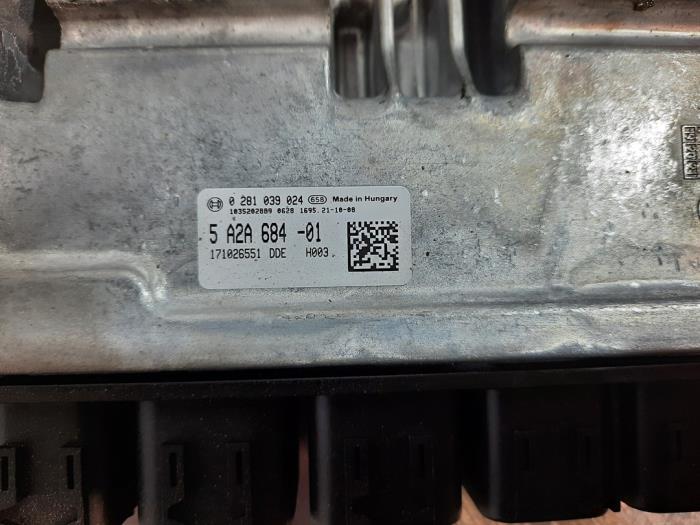 0 281 039 024 658 Made in Hungary
1035202889 0628 1695.21-10-08
5 A2A 684 -01
171026551 DDE H003.